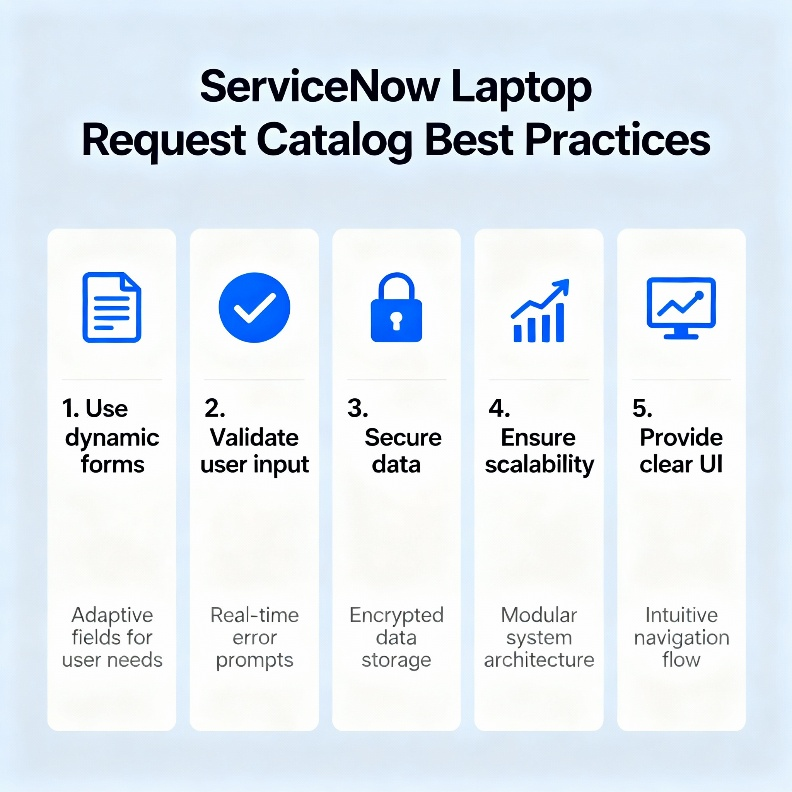 ServiceNow Laptop
Request Catalog Best Practices
1. Use
dynamic
forms
Adaptive
fields for
user needs
2.
Validate
user input
Real-time
error
prompts
3.
Secure
data
Encrypted
data
storage
4.
Ensure
scalability
Modular
system
architecture
5.
Provide
clear UI
Intuitive
navigation
flow